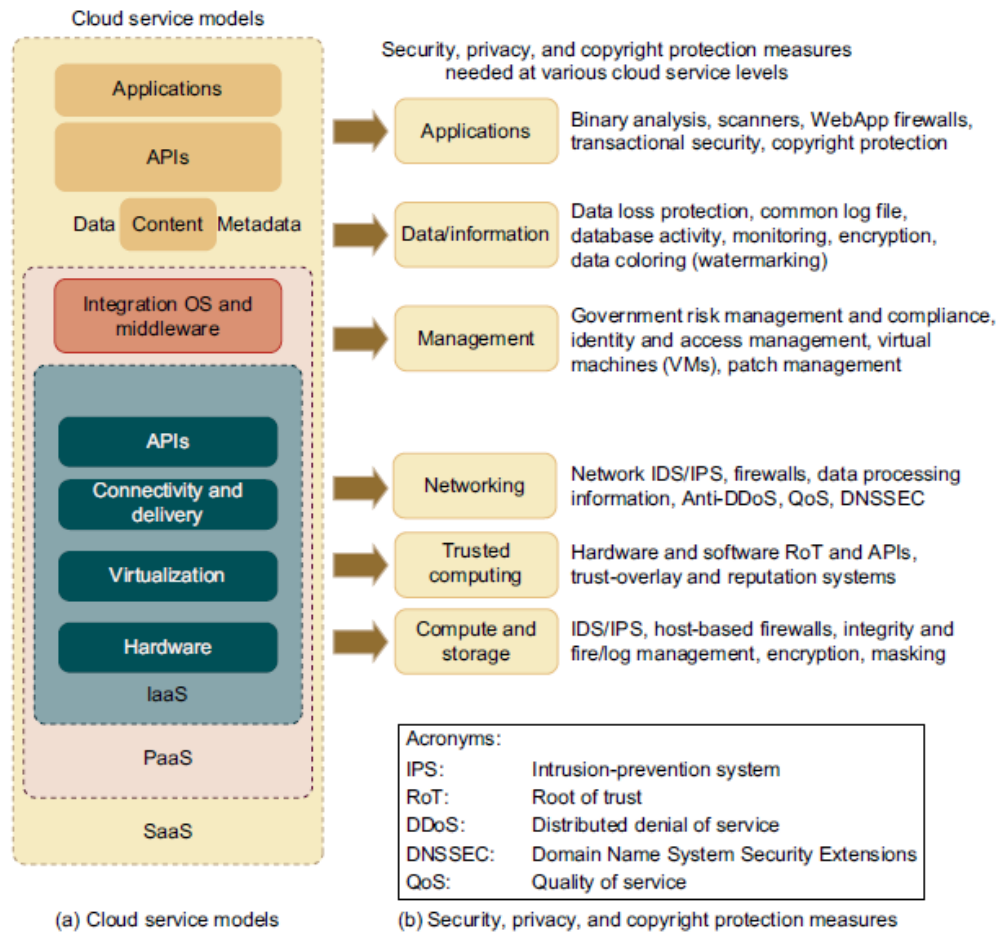 Cloud service models
Applications
APIs
Data Content Metadata
Integration OS and
middleware
APIs
Connectivity and
delivery
Virtualization
Hardware
IaaS
PaaS
SaaS
(a) Cloud service models
Security, privacy, and copyright protection measures
needed at various cloud service levels
Applications
Binary analysis, scanners, WebApp firewalls,
transactional security, copyright protection
Data/information
Data loss protection, common log file,
database activity, monitoring, encryption,
data coloring (watermarking)
Management
Government risk management and compliance,
identity and access management, virtual
machines (VMs), patch management
Networking
Network IDS/IPS, firewalls, data processing
information, Anti-DDoS, QoS, DNSSEC
Trusted
computing
Hardware and software RoT and APIs,
trust-overlay and reputation systems
Compute and
storage
IDS/IPS, host-based firewalls, integrity and
fire/log management, encryption, masking
Acronyms:
IPS: Intrusion-prevention system
RoT: Root of trust
DDoS: Distributed denial of service
DNSSEC: Domain Name System Security Extensions
QoS: Quality of service
(b) Security, privacy, and copyright protection measures